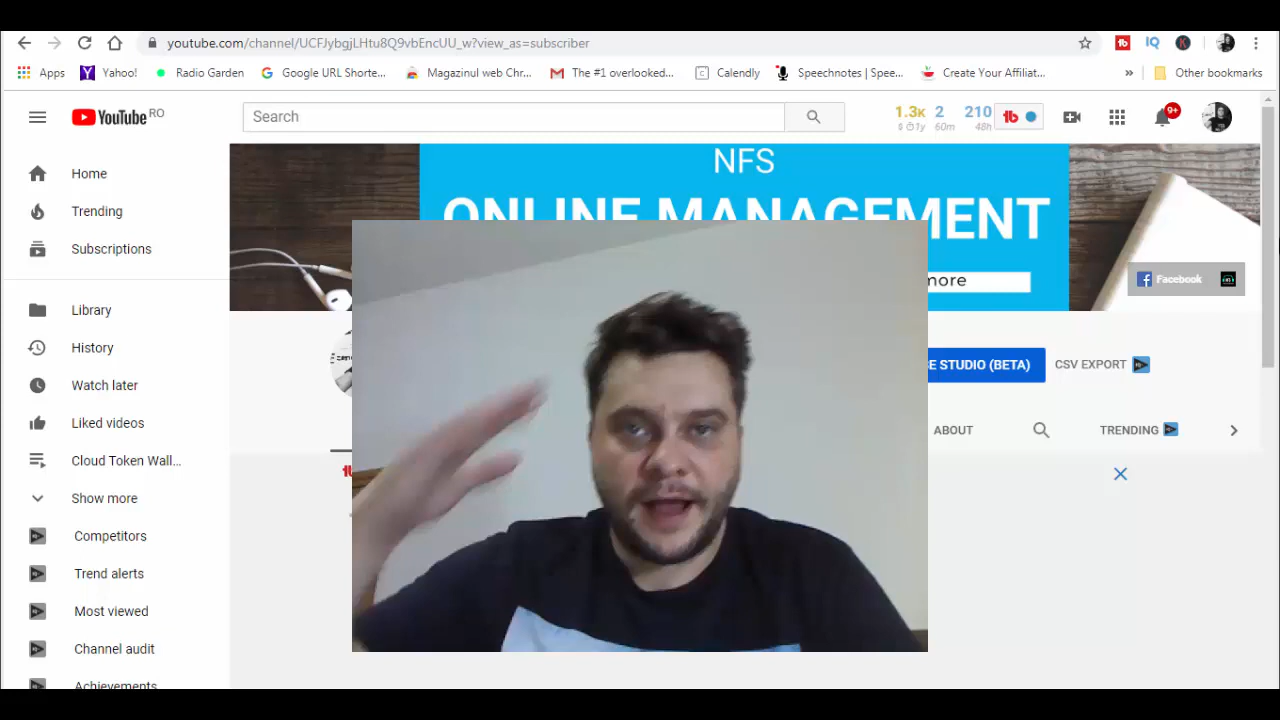 youtube.com/channel/UCFJybgjLHtu8Q9vbEncUU_w?view_as=subscriber
Apps Yahoo! Radio Garden Google URL Shorte... Magazinul web Chr... The #1 overlooked... Calendly Speechnotes | Spee... Create Your Affiliat... » Other bookmarks
YouTube RO
Search
1.3K 2 210
1y 60m 48h
9+
Home
Trending
Subscriptions
Library
History
Watch later
Liked videos
Cloud Token Wall...
Show more
Competitors
Trend alerts
Most viewed
Channel audit
Achievements
NFS
ONLINE MANAGEMENT
more
Facebook
STUDIO (BETA) CSV EXPORT
ABOUT TRENDING